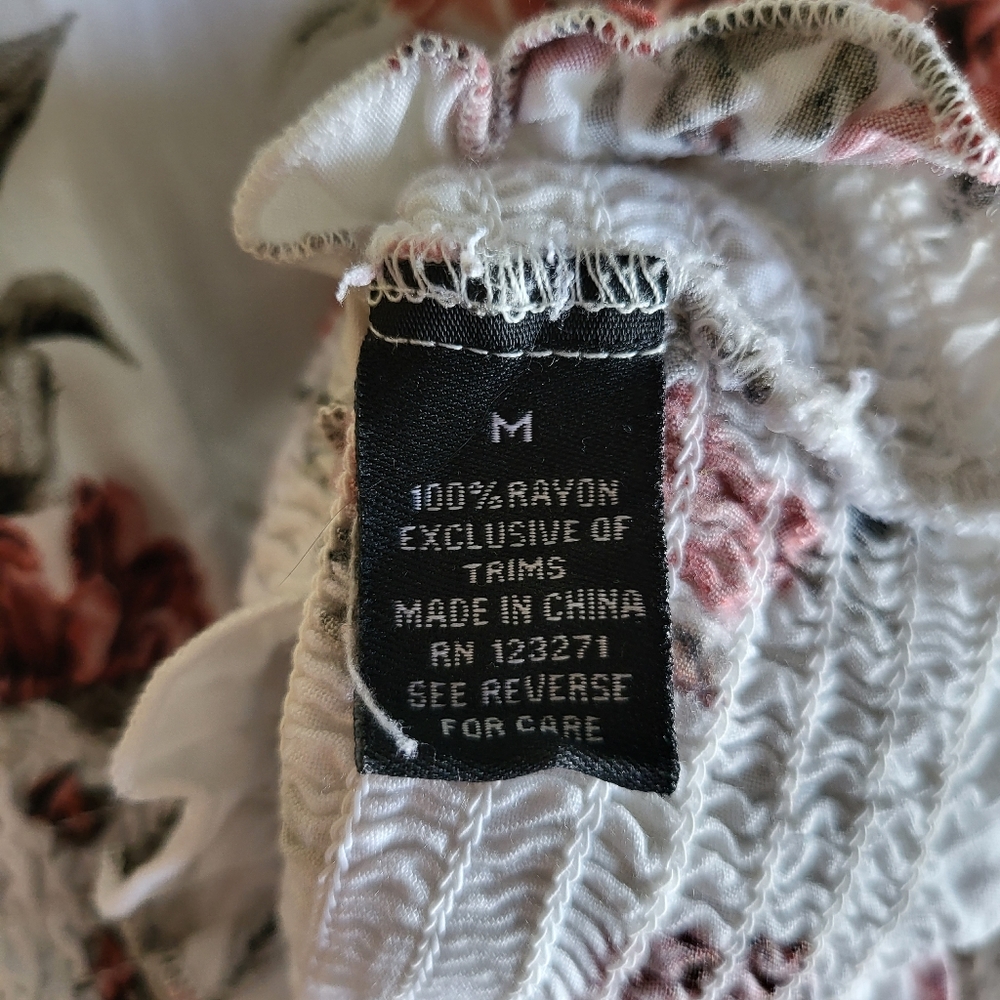 M
100% RAYON
EXCLUSIVE OF
TRIMS
MADE IN CHINA
RN 123271
SEE REVERSE
FOR CARE